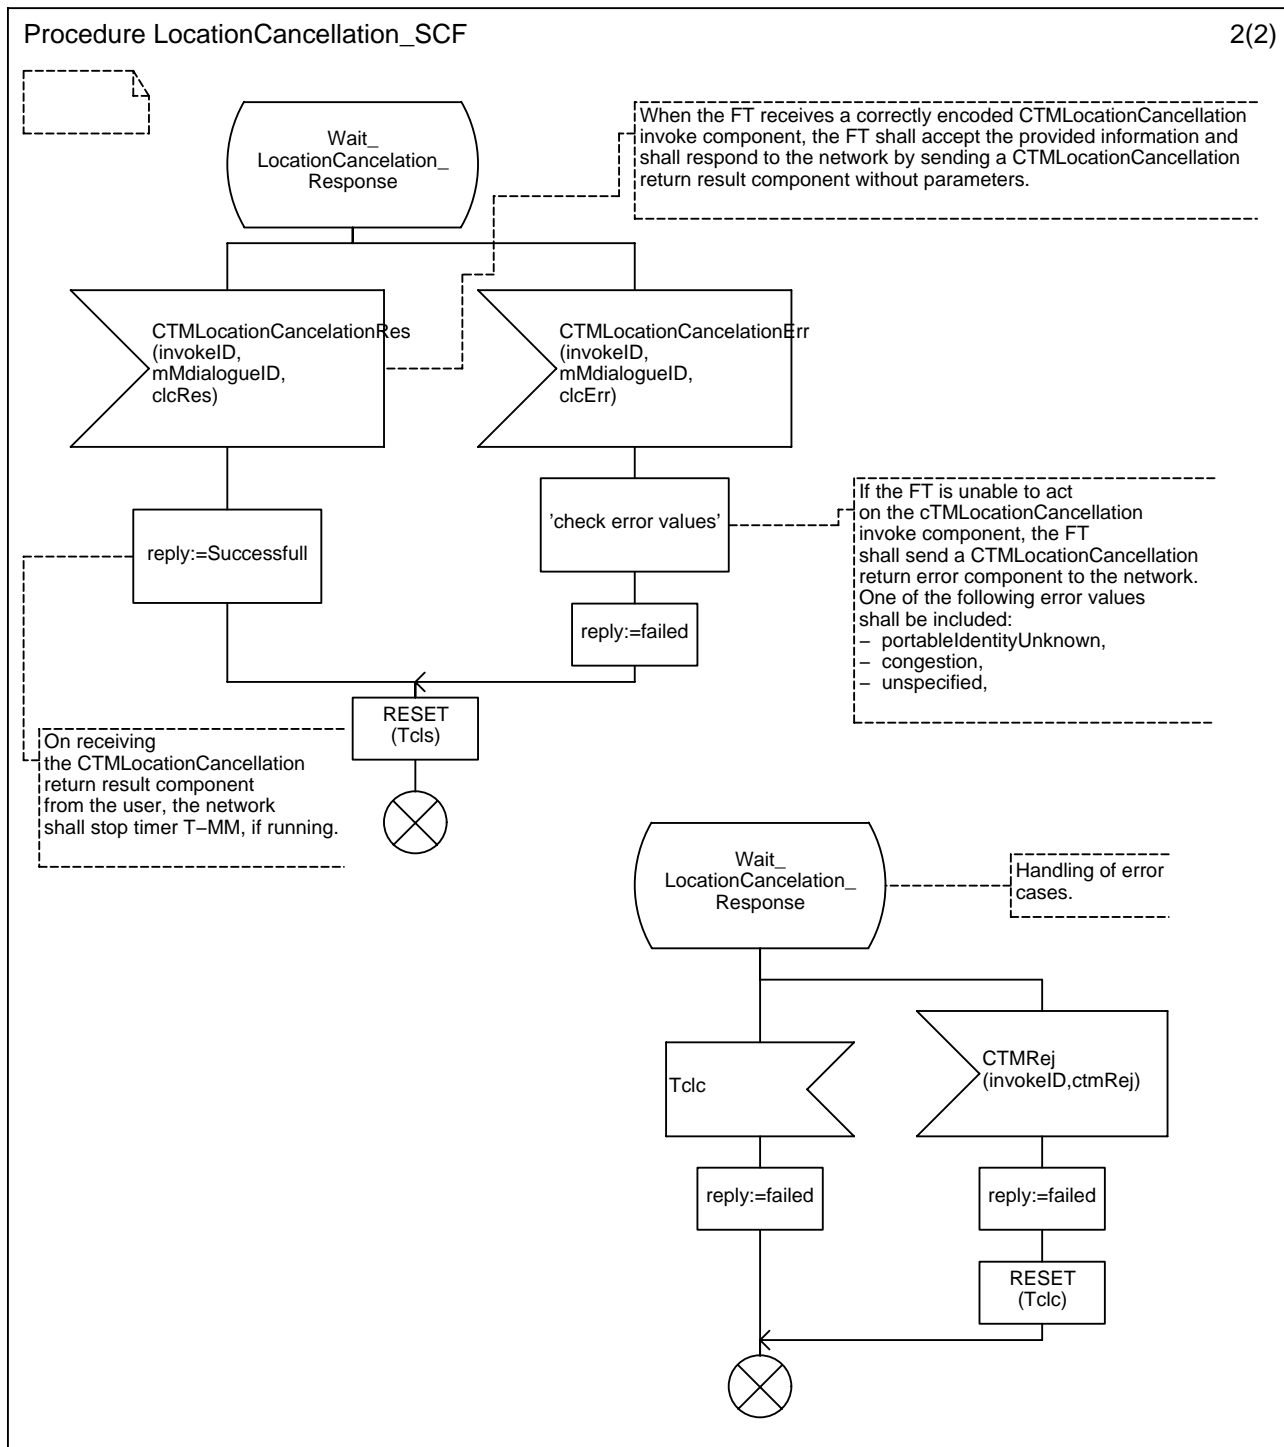 Procedure LocationCancellation_SCF
2(2)
Wait_
LocationCancelation_
Response
When the FT receives a correctly encoded CTMLocationCancellation
invoke component, the FT shall accept the provided information and
shall respond to the network by sending a CTMLocationCancellation
return result component without parameters.
CTMLocationCancelationRes
(invokeID,
mMdialogueID,
clcRes)
CTMLocationCancelationErr
(invokeID,
mMdialogueID,
clcErr)
reply:=Successfull
'check error values'
If the FT is unable to act
on the cTMLocationCancellation
invoke component, the FT
shall send a CTMLocationCancellation
return error component to the network.
One of the following error values
shall be included:
– portableIdentityUnknown,
– congestion,
– unspecified,
reply:=failed
RESET
(Tcls)
On receiving
the CTMLocationCancellation
return result component
from the user, the network
shall stop timer T–MM, if running.
Wait_
LocationCancelation_
Response
Handling of error
cases.
Tclc
CTMRej
(invokeID,ctmRej)
reply:=failed
reply:=failed
RESET
(Tclc)